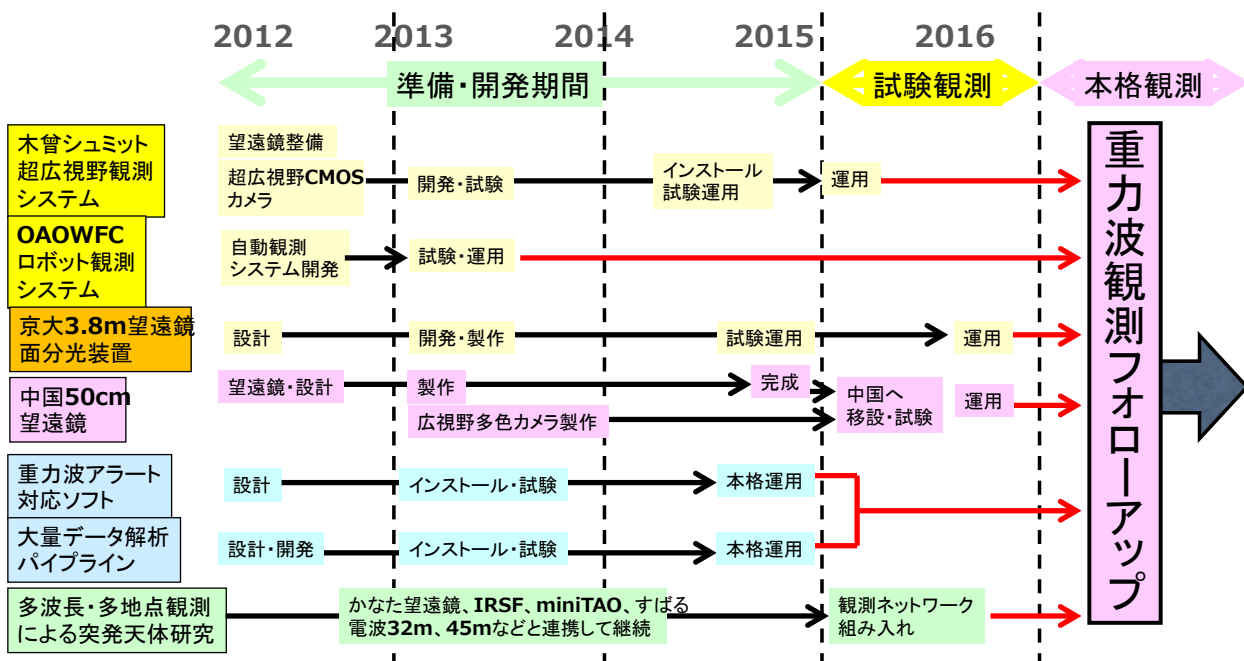 2012 2013 2014 2015 2016
準備・開発期間 試験観測 本格観測
木曾シュミット
超広視野観測
システム
望遠鏡整備
超広視野CMOS
カメラ
開発・試験
インストール
試験運用
運用
OAOWFC
ロボット観測
システム
自動観測
システム開発
試験・運用
京大3.8m望遠鏡
面分光装置
設計
開発・製作
試験運用
運用
中国50cm
望遠鏡
望遠鏡・設計
製作
完成
広視野多色カメラ製作
中国へ
移設・試験
運用
重力波アラート
対応ソフト
設計
インストール・試験
本格運用
大量データ解析
パイプライン
設計・開発
インストール・試験
本格運用
多波長・多地点観測
による突発天体研究
かなた望遠鏡、IRSF、miniTAO、すばる
電波32m、45mなどと連携して継続
観測ネットワーク
組み入れ
重力波観測フォローアップ